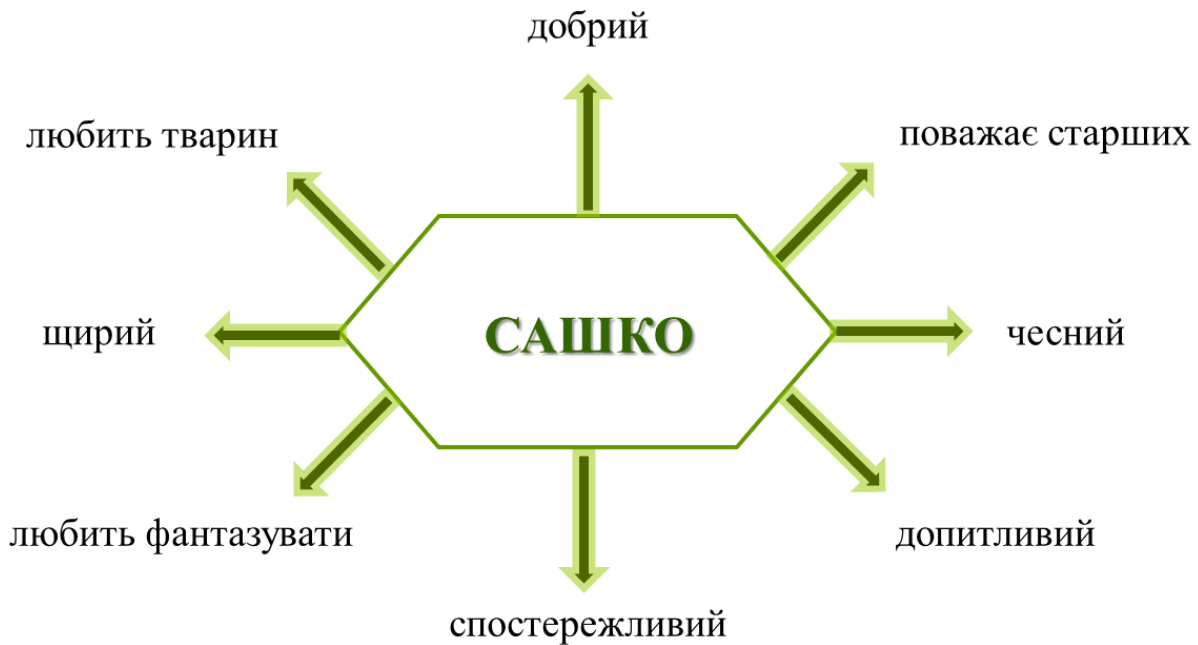 добрий
любить тварин
поважає старших
щирий
САШКО
чесний
любить фантазувати
допитливий
спостережливий